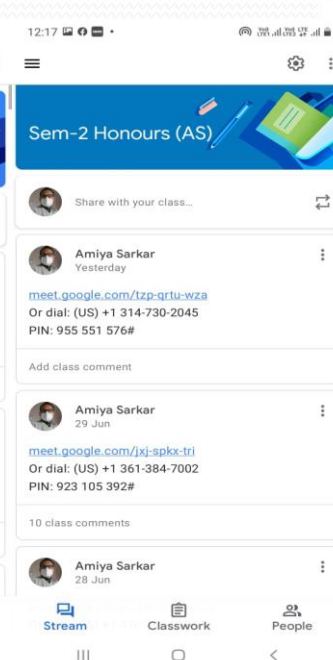 12:17
Sem-2 Honours (AS)
Share with your class...
Amiya Sarkar
Yesterday
meet.google.com/tzp-qrtu-wza
Or dial: (US) +1 314-730-2045
PIN: 955 551 576#
Add class comment
Amiya Sarkar
29 Jun
meet.google.com/jxj-spkx-tri
Or dial: (US) +1 361-384-7002
PIN: 923 105 392#
10 class comments
Amiya Sarkar
28 Jun
Stream Classwork People